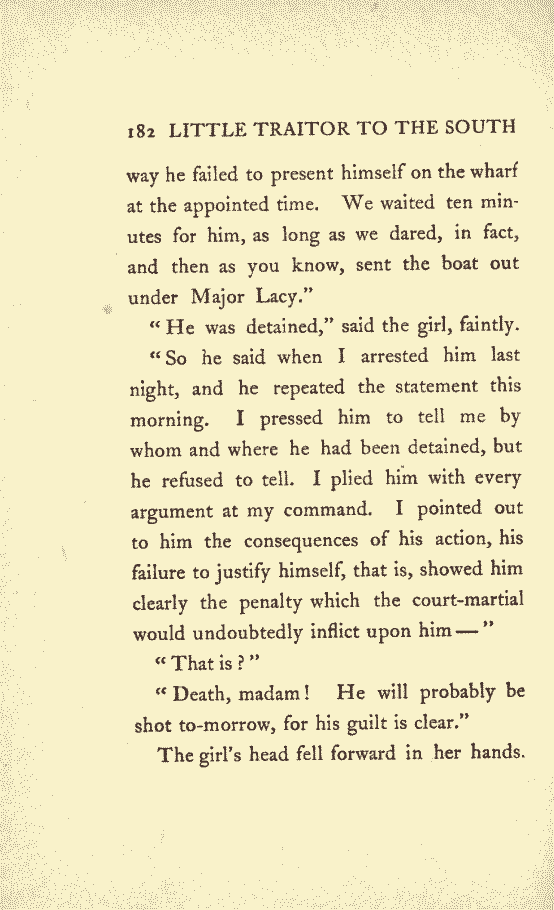 182 LITTLE TRAITOR TO THE SOUTH
way he failed to present himself on the wharf
at the appointed time. We waited ten min-
utes for him, as long as we dared, in fact,
and then as you know, sent the boat out
under Major Lacy.”
“He was detained,” said the girl, faintly.
“So he said when I arrested him last
night, and he repeated the statement this
morning. I pressed him to tell me by
whom and where he had been detained, but
he refused to tell. I plied him with every
argument at my command. I pointed out
to him the consequences of his action, his
failure to justify himself, that is, showed him
clearly the penalty which the court-martial
would undoubtedly inflict upon him—”
“That is?”
“Death, madam! He will probably be
shot to-morrow, for his guilt is clear.”
The girl’s head fell forward in her hands.